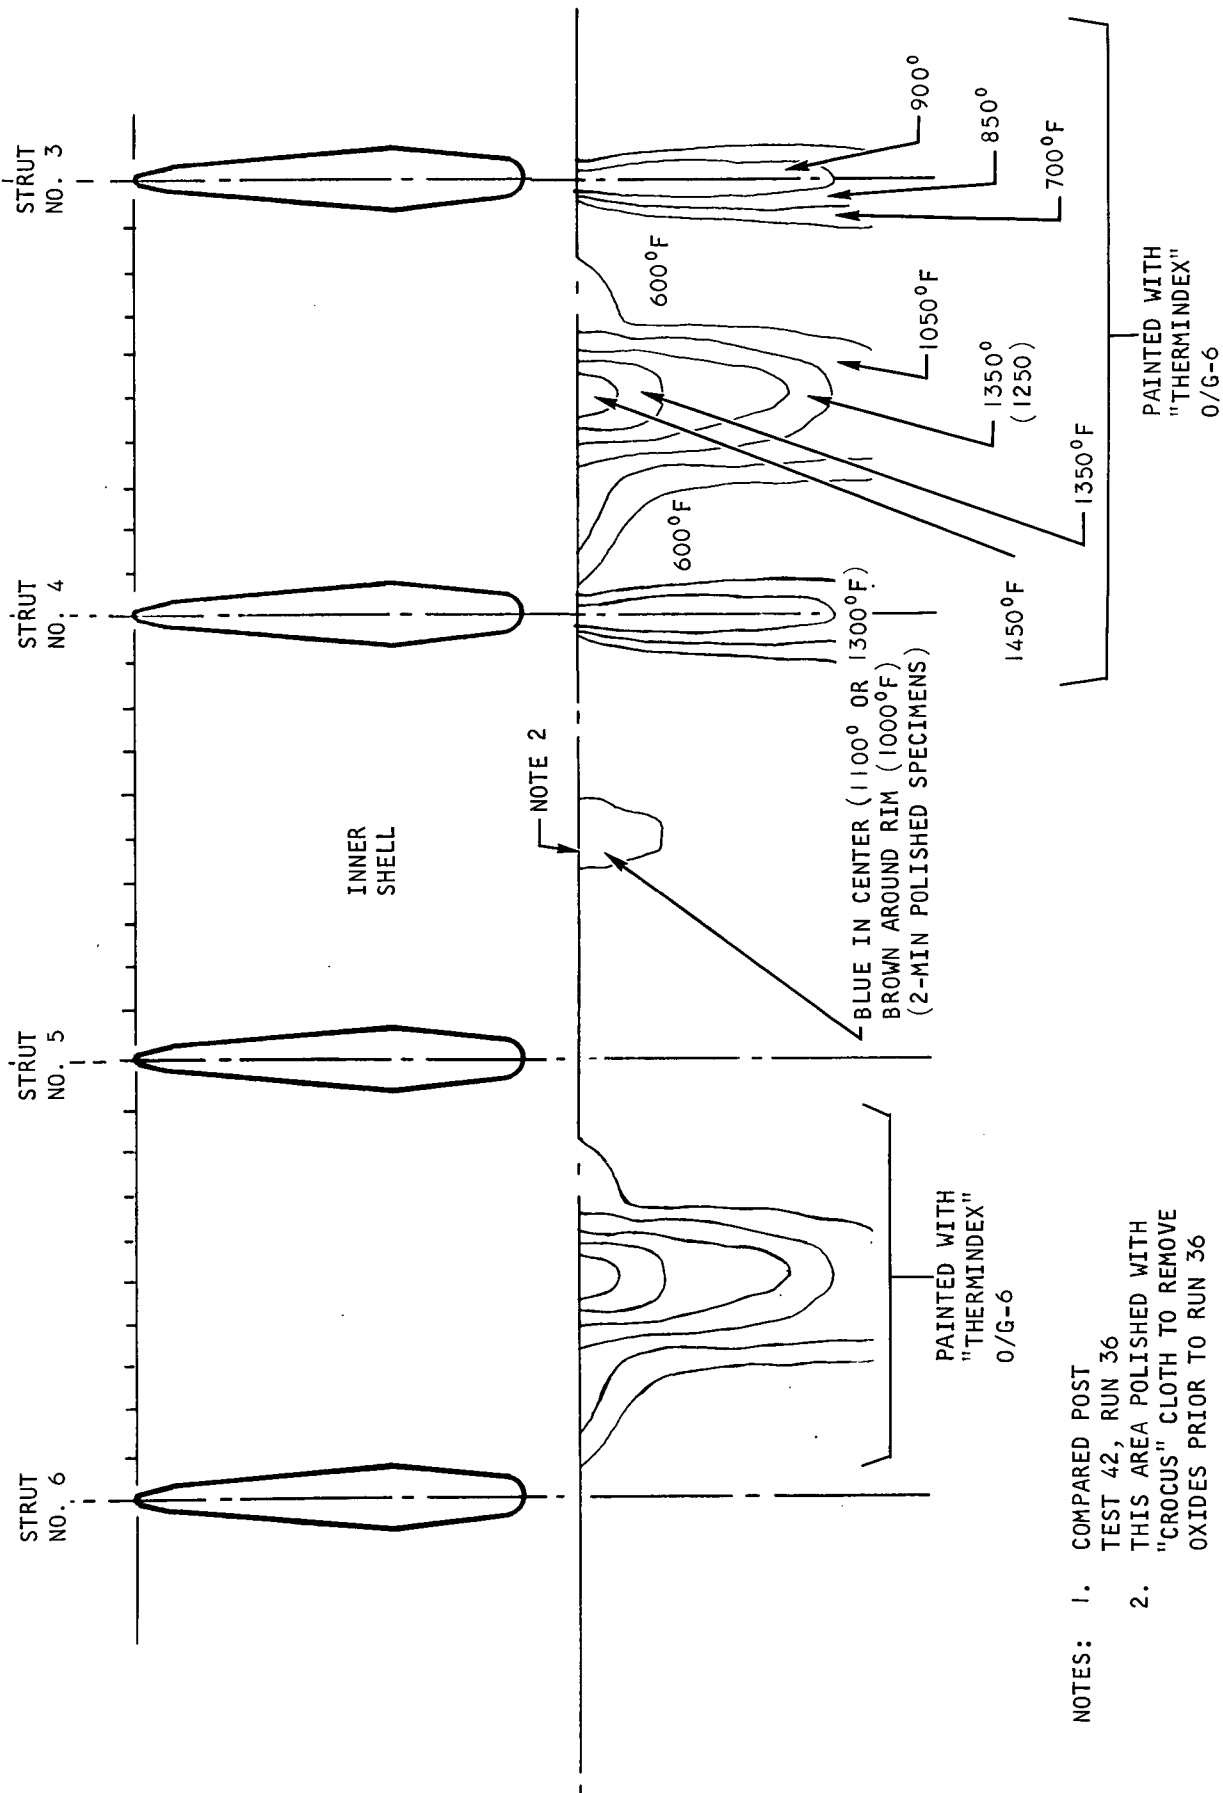 STRUT
NO. 6
STRUT
NO. 5
STRUT
NO. 4
STRUT
NO. 3
INNER
SHELL
NOTE 2
600°F
600°F
900°
850°
700°F
1050°F
1350°
(1250)
1350°F
1450°F
BLUE IN CENTER (1100° OR 1300°F)
BROWN AROUND RIM (1000°F)
(2-MIN POLISHED SPECIMENS)
PAINTED WITH
"THERMINDEX"
O/G-6
PAINTED WITH
"THERMINDEX"
O/G-6
NOTES: 1. COMPARED POST
TEST 42, RUN 36
2. THIS AREA POLISHED WITH
"CROCUS" CLOTH TO REMOVE
OXIDES PRIOR TO RUN 36